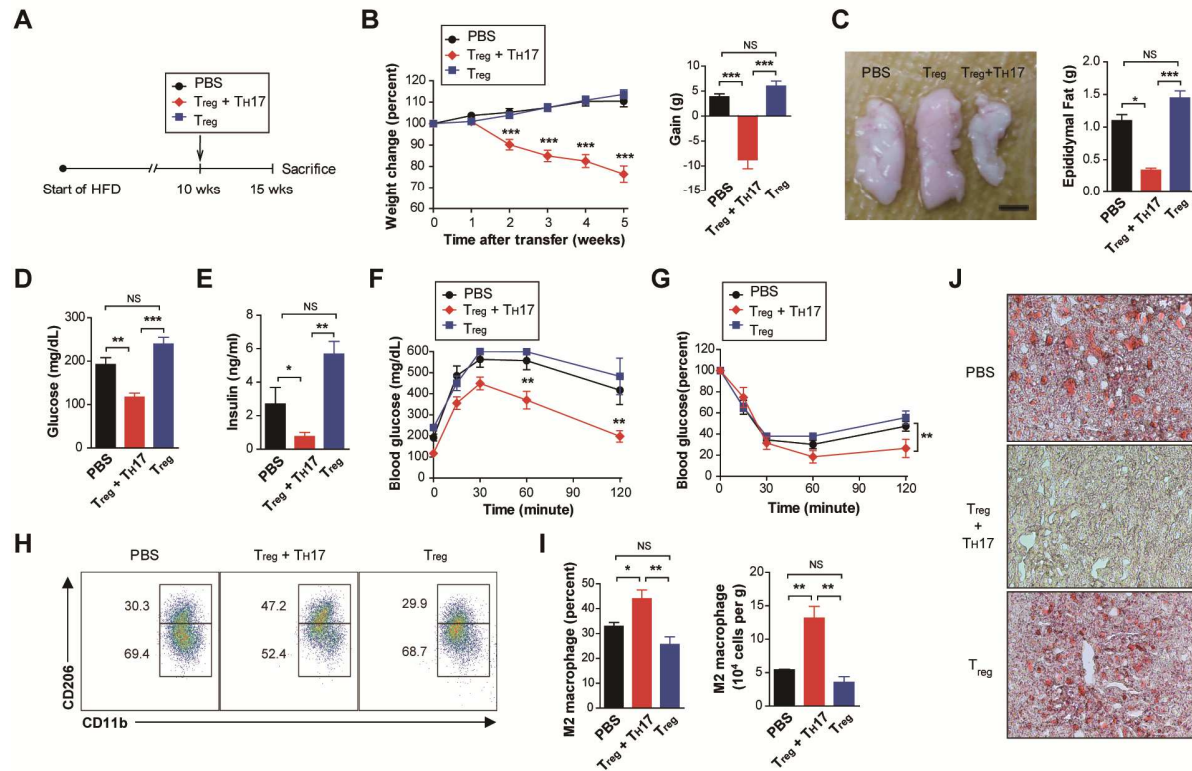 A
PBS
Treg + TH17
Treg
Start of HFD
10 wks
15 wks
Sacrifice
B
PBS
Treg + TH17
Treg
Weight change (percent)
120
110
100
90
80
70
60
*** *** *** ***
0 1 2 3 4 5
Time after transfer (weeks)
NS
*** ***
Gain (g)
10
5
0
-5
-10
-15
PBS
Treg + TH17
Treg
C
PBS Treg Treg+TH17
NS
* ***
Epididymal Fat (g)
2.0
1.5
1.0
0.5
0.0
PBS
Treg + TH17
Treg
D
NS
** ***
Glucose (mg/dL)
300
200
100
0
PBS
Treg + TH17
Treg
E
NS
* **
Insulin (ng/ml)
8
6
4
2
0
PBS
Treg + TH17
Treg
F
PBS
Treg + TH17
Treg
Blood glucose (mg/dL)
600
500
400
300
200
100
0
** **
0 30 60 90 120
Time (minute)
G
PBS
Treg + TH17
Treg
Blood glucose(percent)
120
100
80
60
40
20
0
**
0 30 60 90 120
Time (minute)
H
PBS Treg + TH17 Treg
30.3 47.2 29.9
69.4 52.4 68.7
CD206
CD11b
I
NS
* **
M2 macrophage (percent)
60
50
40
30
20
10
0
PBS
Treg + TH17
Treg
NS
** **
M2 macrophage
(10⁴ cells per g)
20
15
10
5
0
PBS
Treg + TH17
Treg
J
PBS
Treg
+
TH17
Treg